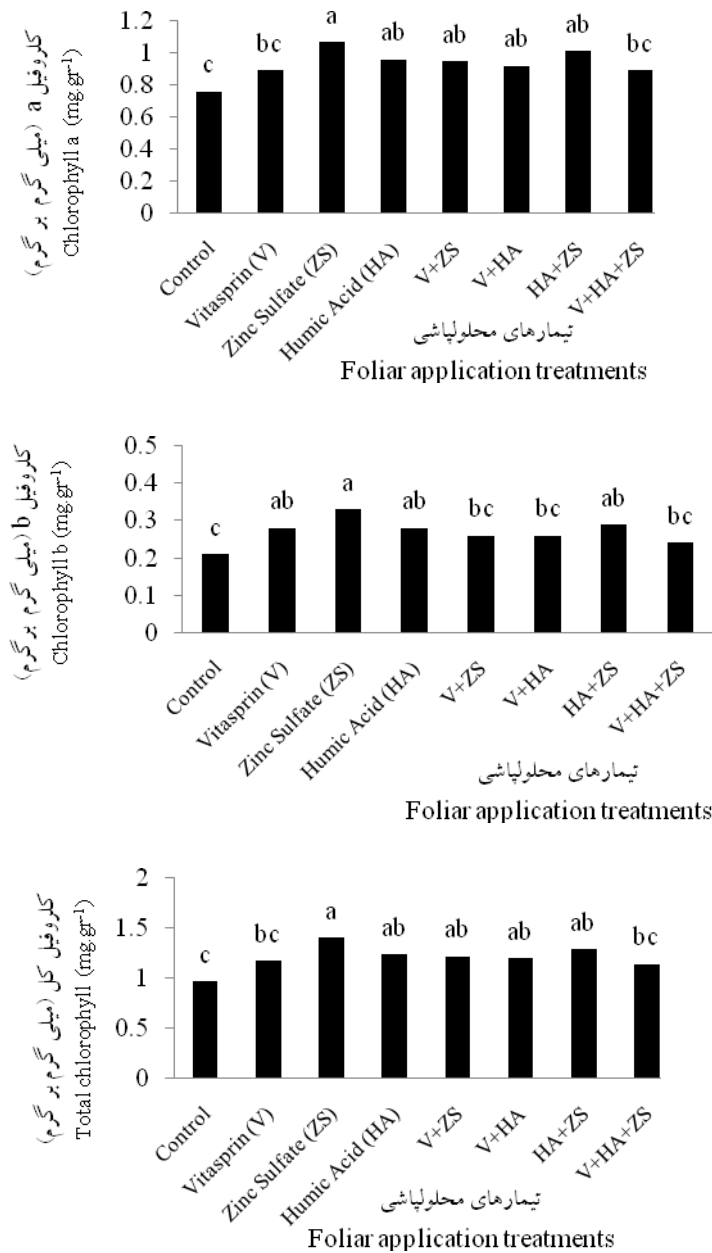 کلروفیل a (میلی گرم بر گرم)
Chlorophyll a (mg.gr-1)
1.2
1
0.8
0.6
0.4
0.2
0
c
bc
a
ab
ab
ab
ab
bc
Control
Vitasprin (V)
Zinc Sulfate (ZS)
Humic Acid (HA)
V+ZS
V+HA
HA+ZS
V+HA+ZS
تیمارهای محلولپاشی
Foliar application treatments
کلروفیل b (میلی گرم برگرم)
Chlorophyll b (mg.gr-1)
0.5
0.4
0.3
0.2
0.1
0
c
ab
a
ab
bc
bc
ab
bc
Control
Vitasprin (V)
Zinc Sulfate (ZS)
Humic Acid (HA)
V+ZS
V+HA
HA+ZS
V+HA+ZS
تیمارهای محلولپاشی
Foliar application treatments
کلروفیل کل (میلی گرم بر گرم)
Total chlorophyll (mg.gr-1)
2
1.5
1
0.5
0
c
bc
a
ab
ab
ab
ab
bc
Control
Vitasprin (V)
Zinc Sulfate (ZS)
Humic Acid (HA)
V+ZS
V+HA
HA+ZS
V+HA+ZS
تیمارهای محلولپاشی
Foliar application treatments